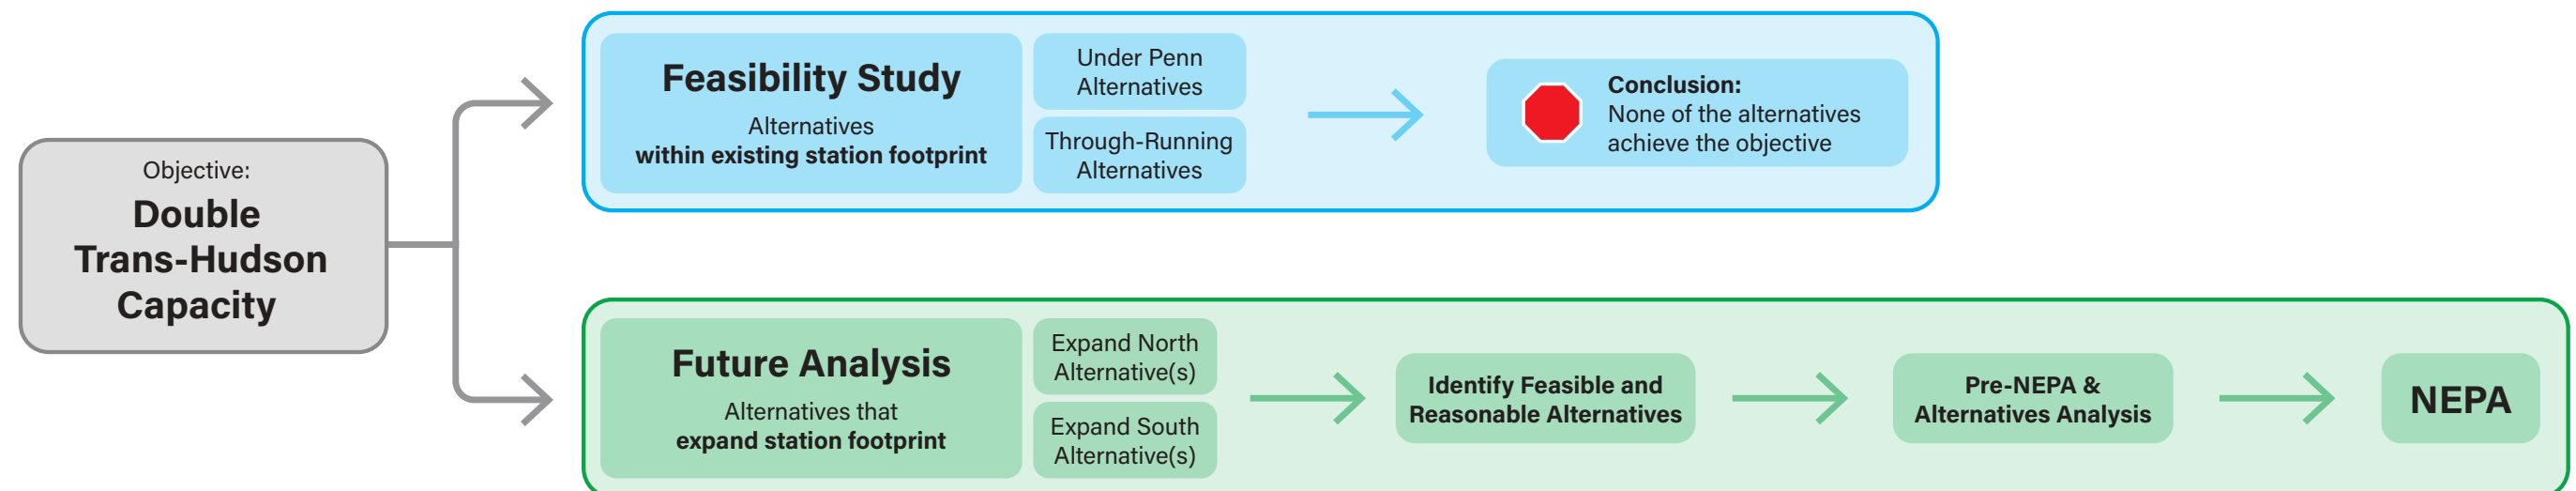 Objective:
Double
Trans-Hudson
Capacity
Feasibility Study
Alternatives
within existing station footprint
Under Penn
Alternatives
Through-Running
Alternatives
Conclusion:
None of the alternatives
achieve the objective
Future Analysis
Alternatives that
expand station footprint
Expand North
Alternative(s)
Expand South
Alternative(s)
Identify Feasible and
Reasonable Alternatives
Pre-NEPA &
Alternatives Analysis
NEPA